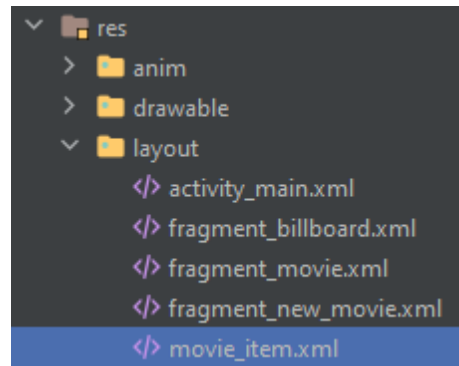 res
anim
drawable
layout
activity_main.xml
fragment_billboard.xml
fragment_movie.xml
fragment_new_movie.xml
movie_item.xml